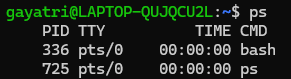 gayatri@LAPTOP-QUJQCU2L:~$ ps
PID TTY TIME CMD
336 pts/0 00:00:00 bash
725 pts/0 00:00:00 ps